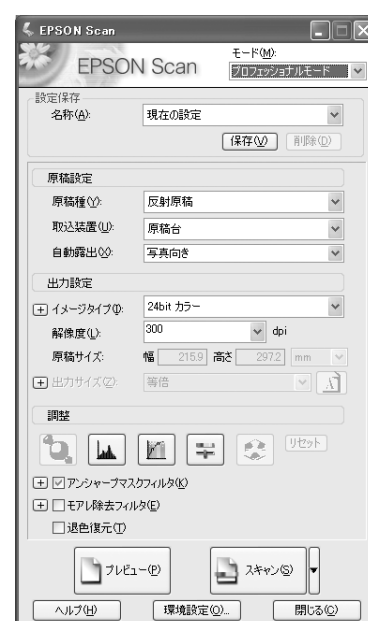 EPSON Scan
EPSON Scan
モード(M):
プロフェッショナルモード
設定保存
名称(A): 現在の設定
保存(V) 削除(D)
原稿設定
原稿種(Y): 反射原稿
取込装置(U): 原稿台
自動露出(X): 写真向き
出力設定
イメージタイプ(I): 24bit カラー
解像度(L): 300 dpi
原稿サイズ: 幅 215.9 高さ 297.2 mm
出力サイズ(Z): 等倍
A
調整
リセット
アンシャープマスクフィルタ(K)
モアレ除去フィルタ(E)
退色復元(T)
プレビュー(P) スキャン(S)
ヘルプ(H) 環境設定(O)... 閉じる(C)